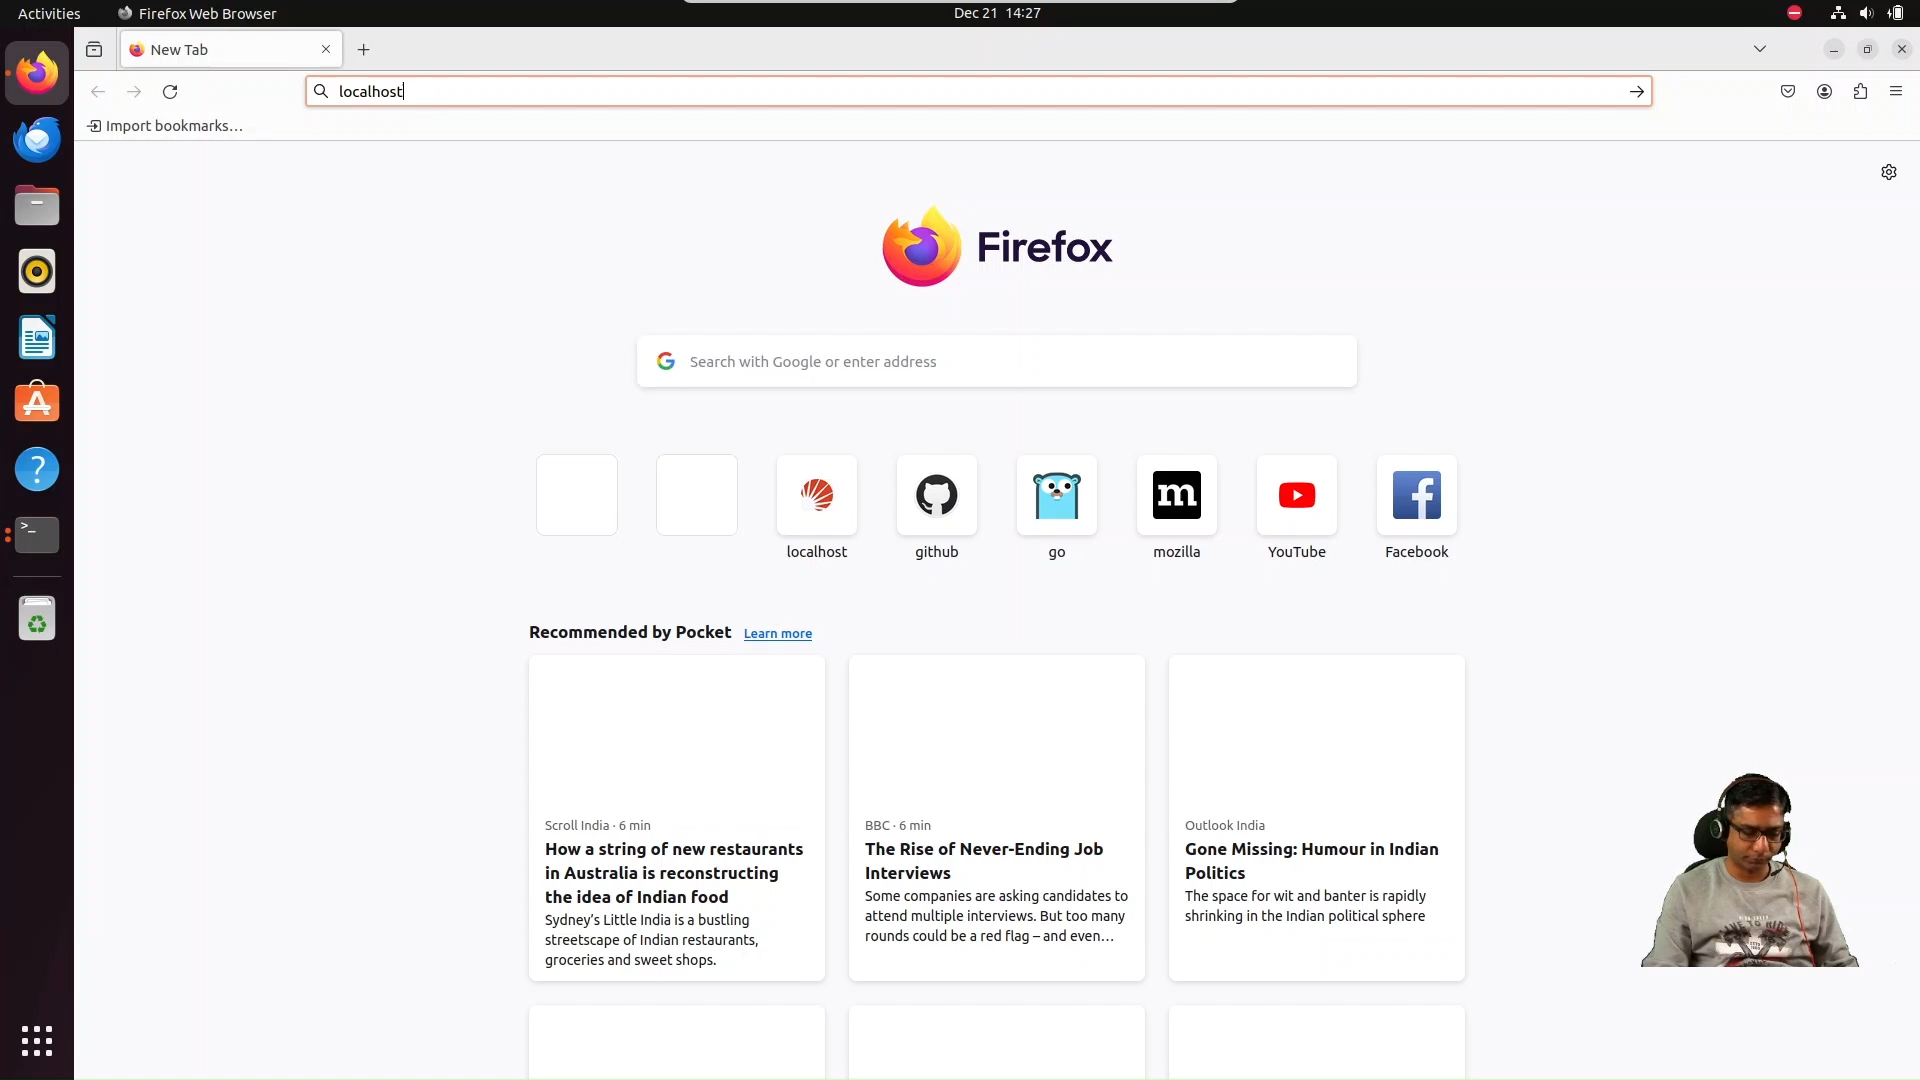 Activities
Firefox Web Browser
Dec 21 14:27
New Tab
localhost
Import bookmarks...
Firefox
Search with Google or enter address
localhost
github
go
mozilla
YouTube
Facebook
Recommended by Pocket
Learn more
Scroll India · 6 min
How a string of new restaurants
in Australia is reconstructing
the idea of Indian food
Sydney's Little India is a bustling
streetscape of Indian restaurants,
groceries and sweet shops.
BBC · 6 min
The Rise of Never-Ending Job
Interviews
Some companies are asking candidates to
attend multiple interviews. But too many
rounds could be a red flag – and even...
Outlook India
Gone Missing: Humour in Indian
Politics
The space for wit and banter is rapidly
shrinking in the Indian political sphere